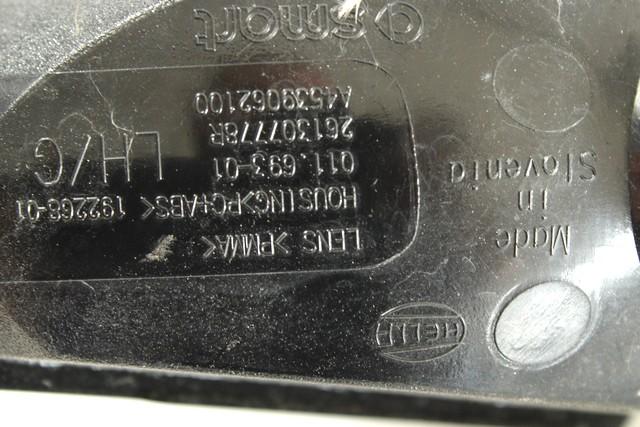 HELLA
Made
in
Slovenia
LENS >PMMA<
HOUSING>PC+ABS< 192268-01
011.693-01
261307778R
A4539062100
LH/G
smart